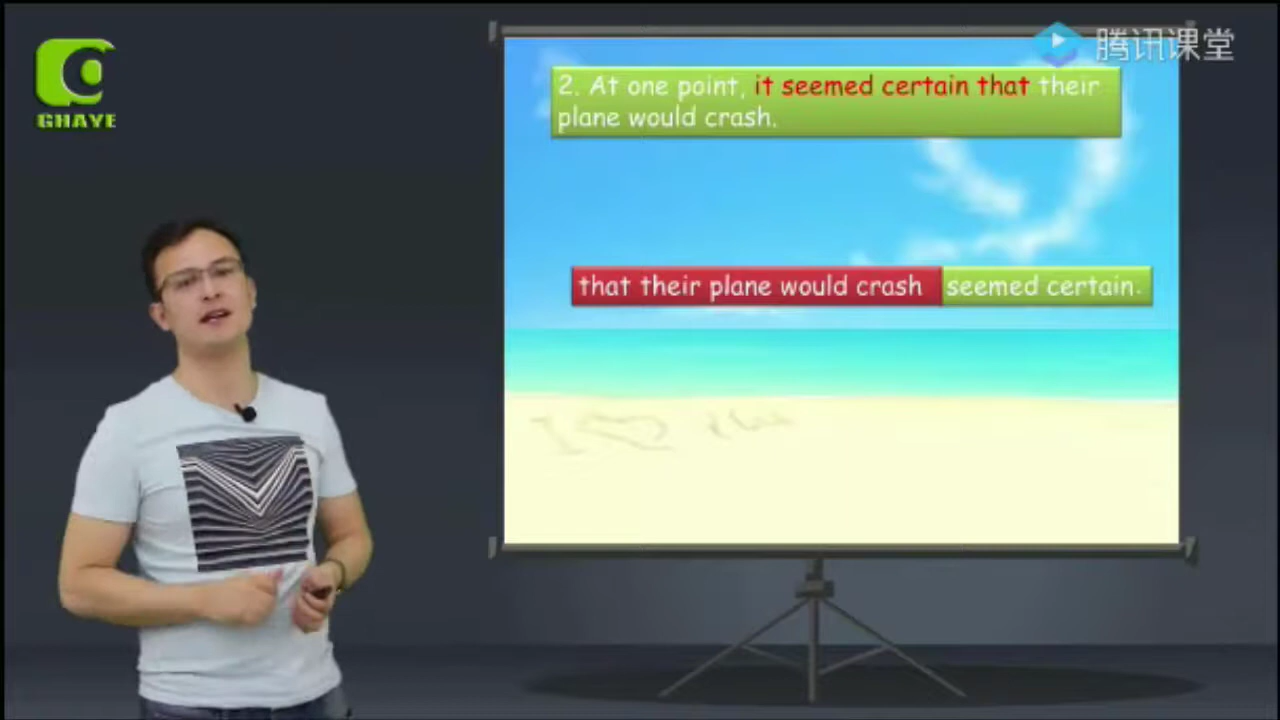 GHAYE
腾讯课堂
2. At one point, it seemed certain that their
plane would crash.
that their plane would crash seemed certain.